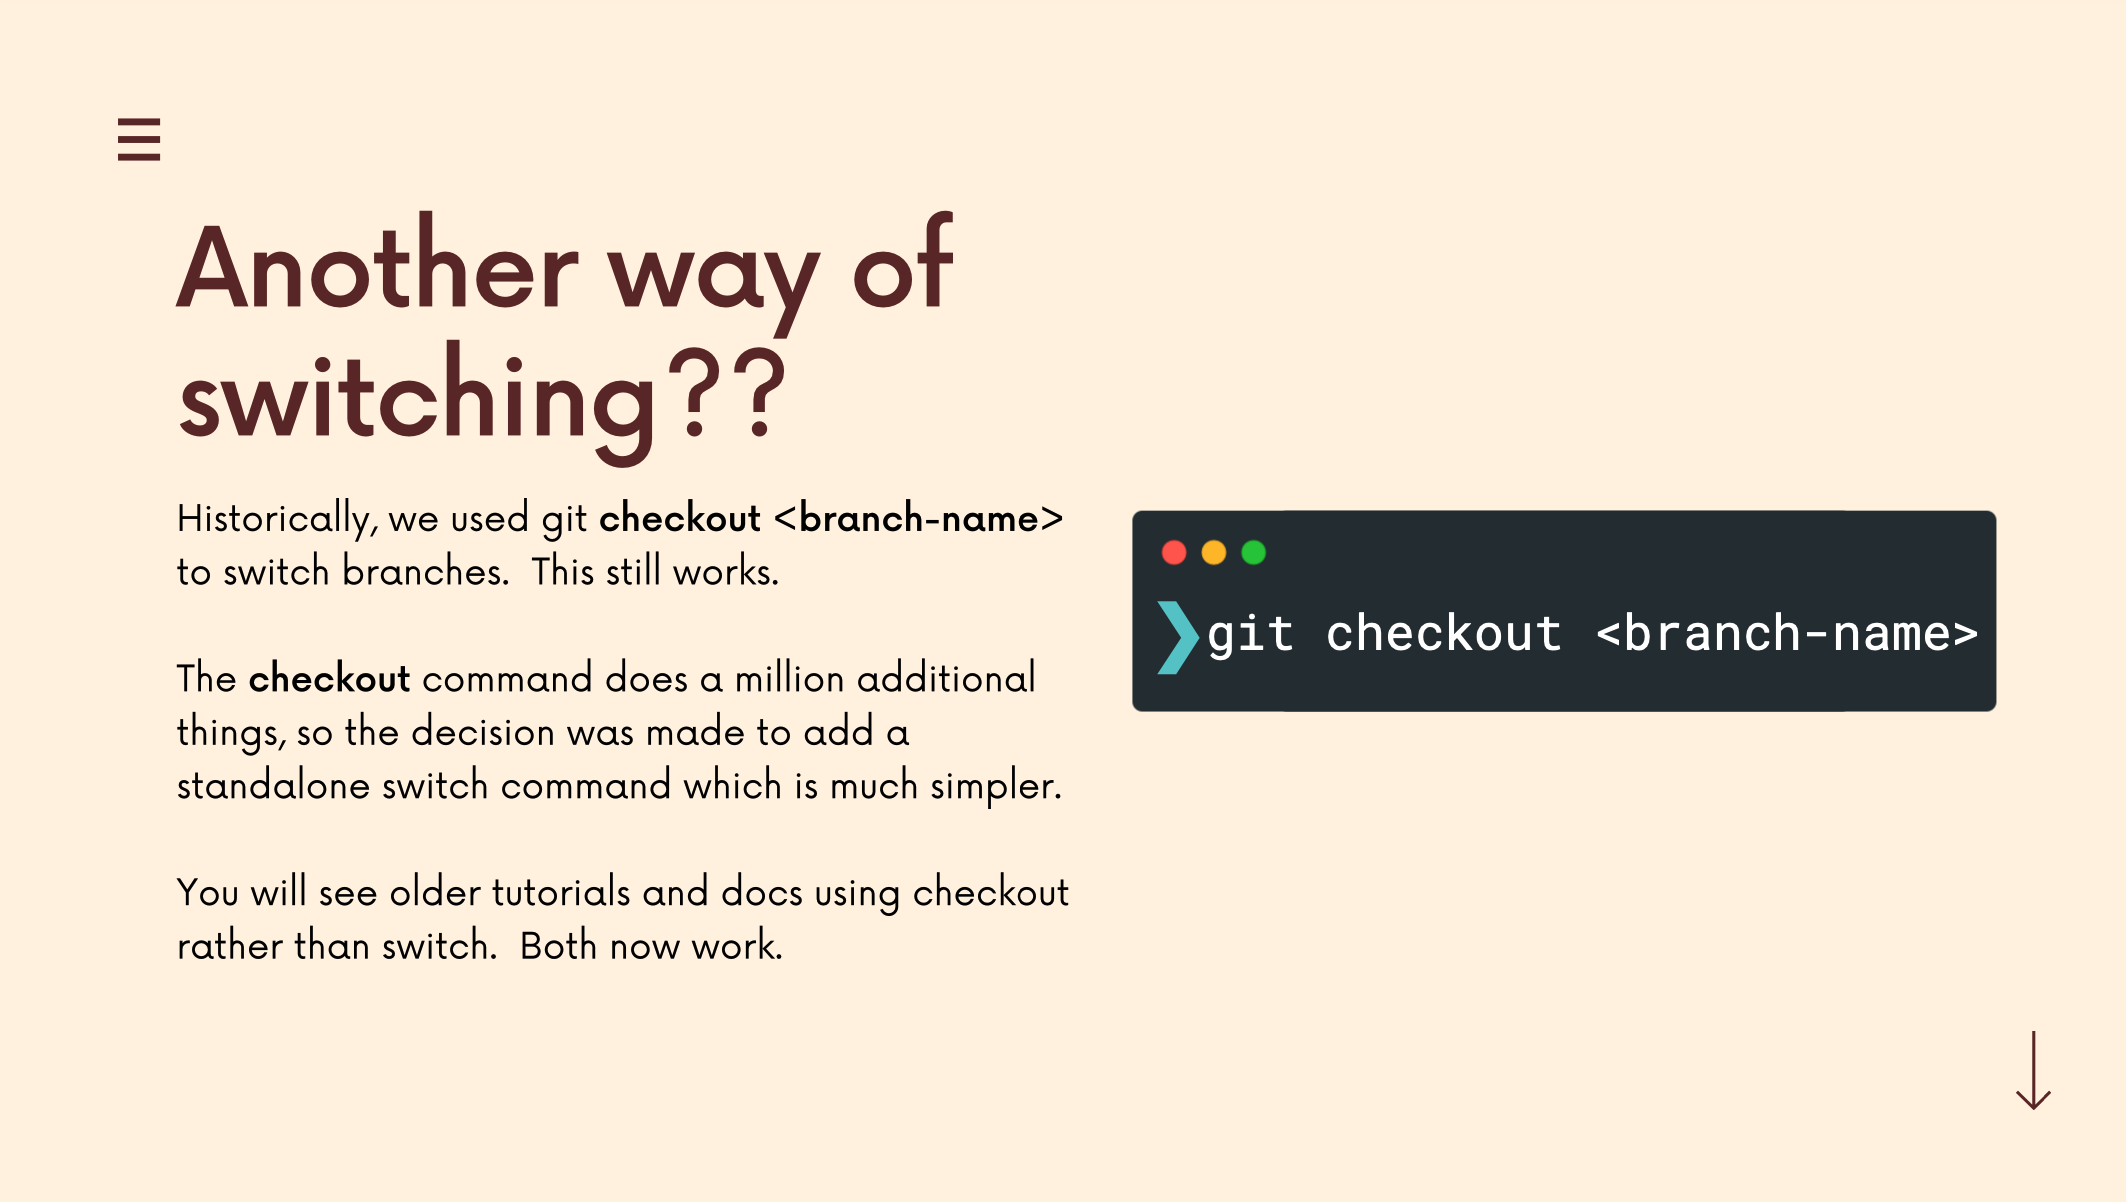 Another way of
switching??
Historically, we used git checkout <branch-name>
to switch branches.  This still works.
The checkout command does a million additional
things, so the decision was made to add a
standalone switch command which is much simpler.
You will see older tutorials and docs using checkout
rather than switch.  Both now work.
❯git checkout <branch-name>